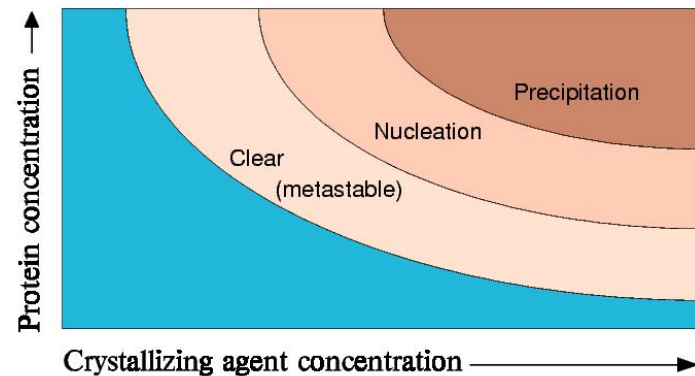 Protein concentration
Precipitation
Nucleation
Clear
(metastable)
Crystallizing agent concentration